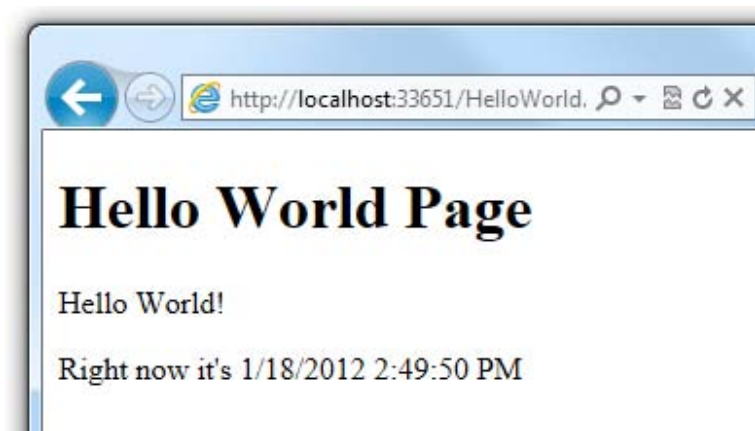 http://localhost:33651/HelloWorld.
Hello World Page
Hello World!
Right now it's 1/18/2012 2:49:50 PM